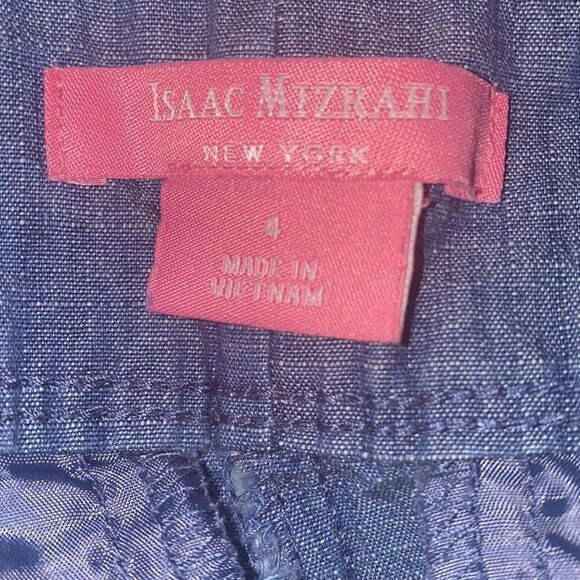 ISAAC MIZRAHI
NEW YORK
4
MADE IN
VIETNAM